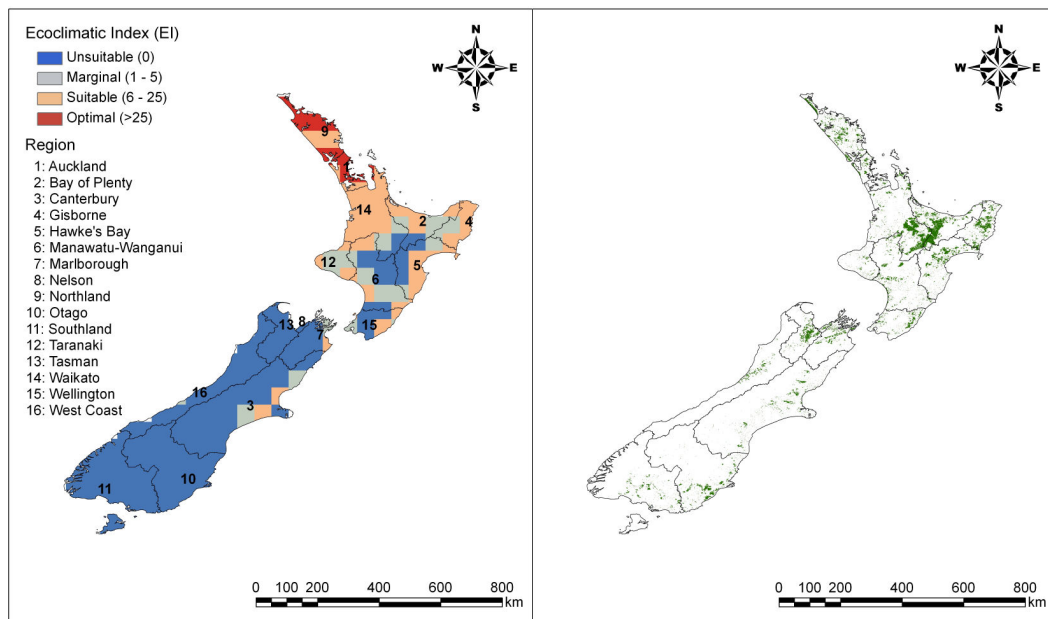 Ecoclimatic Index (EI)
Unsuitable (0)
Marginal (1 - 5)
Suitable (6 - 25)
Optimal (>25)
Region
1: Auckland
2: Bay of Plenty
3: Canterbury
4: Gisborne
5: Hawke's Bay
6: Manawatu-Wanganui
7: Marlborough
8: Nelson
9: Northland
10: Otago
11: Southland
12: Taranaki
13: Tasman
14: Waikato
15: Wellington
16: West Coast
N
W E
S
9
1
14
2
4
12
5
6
15
13 8
7
16
3
10
11
0 100 200 400 600 800
km
N
W E
S
0 100 200 400 600 800
km